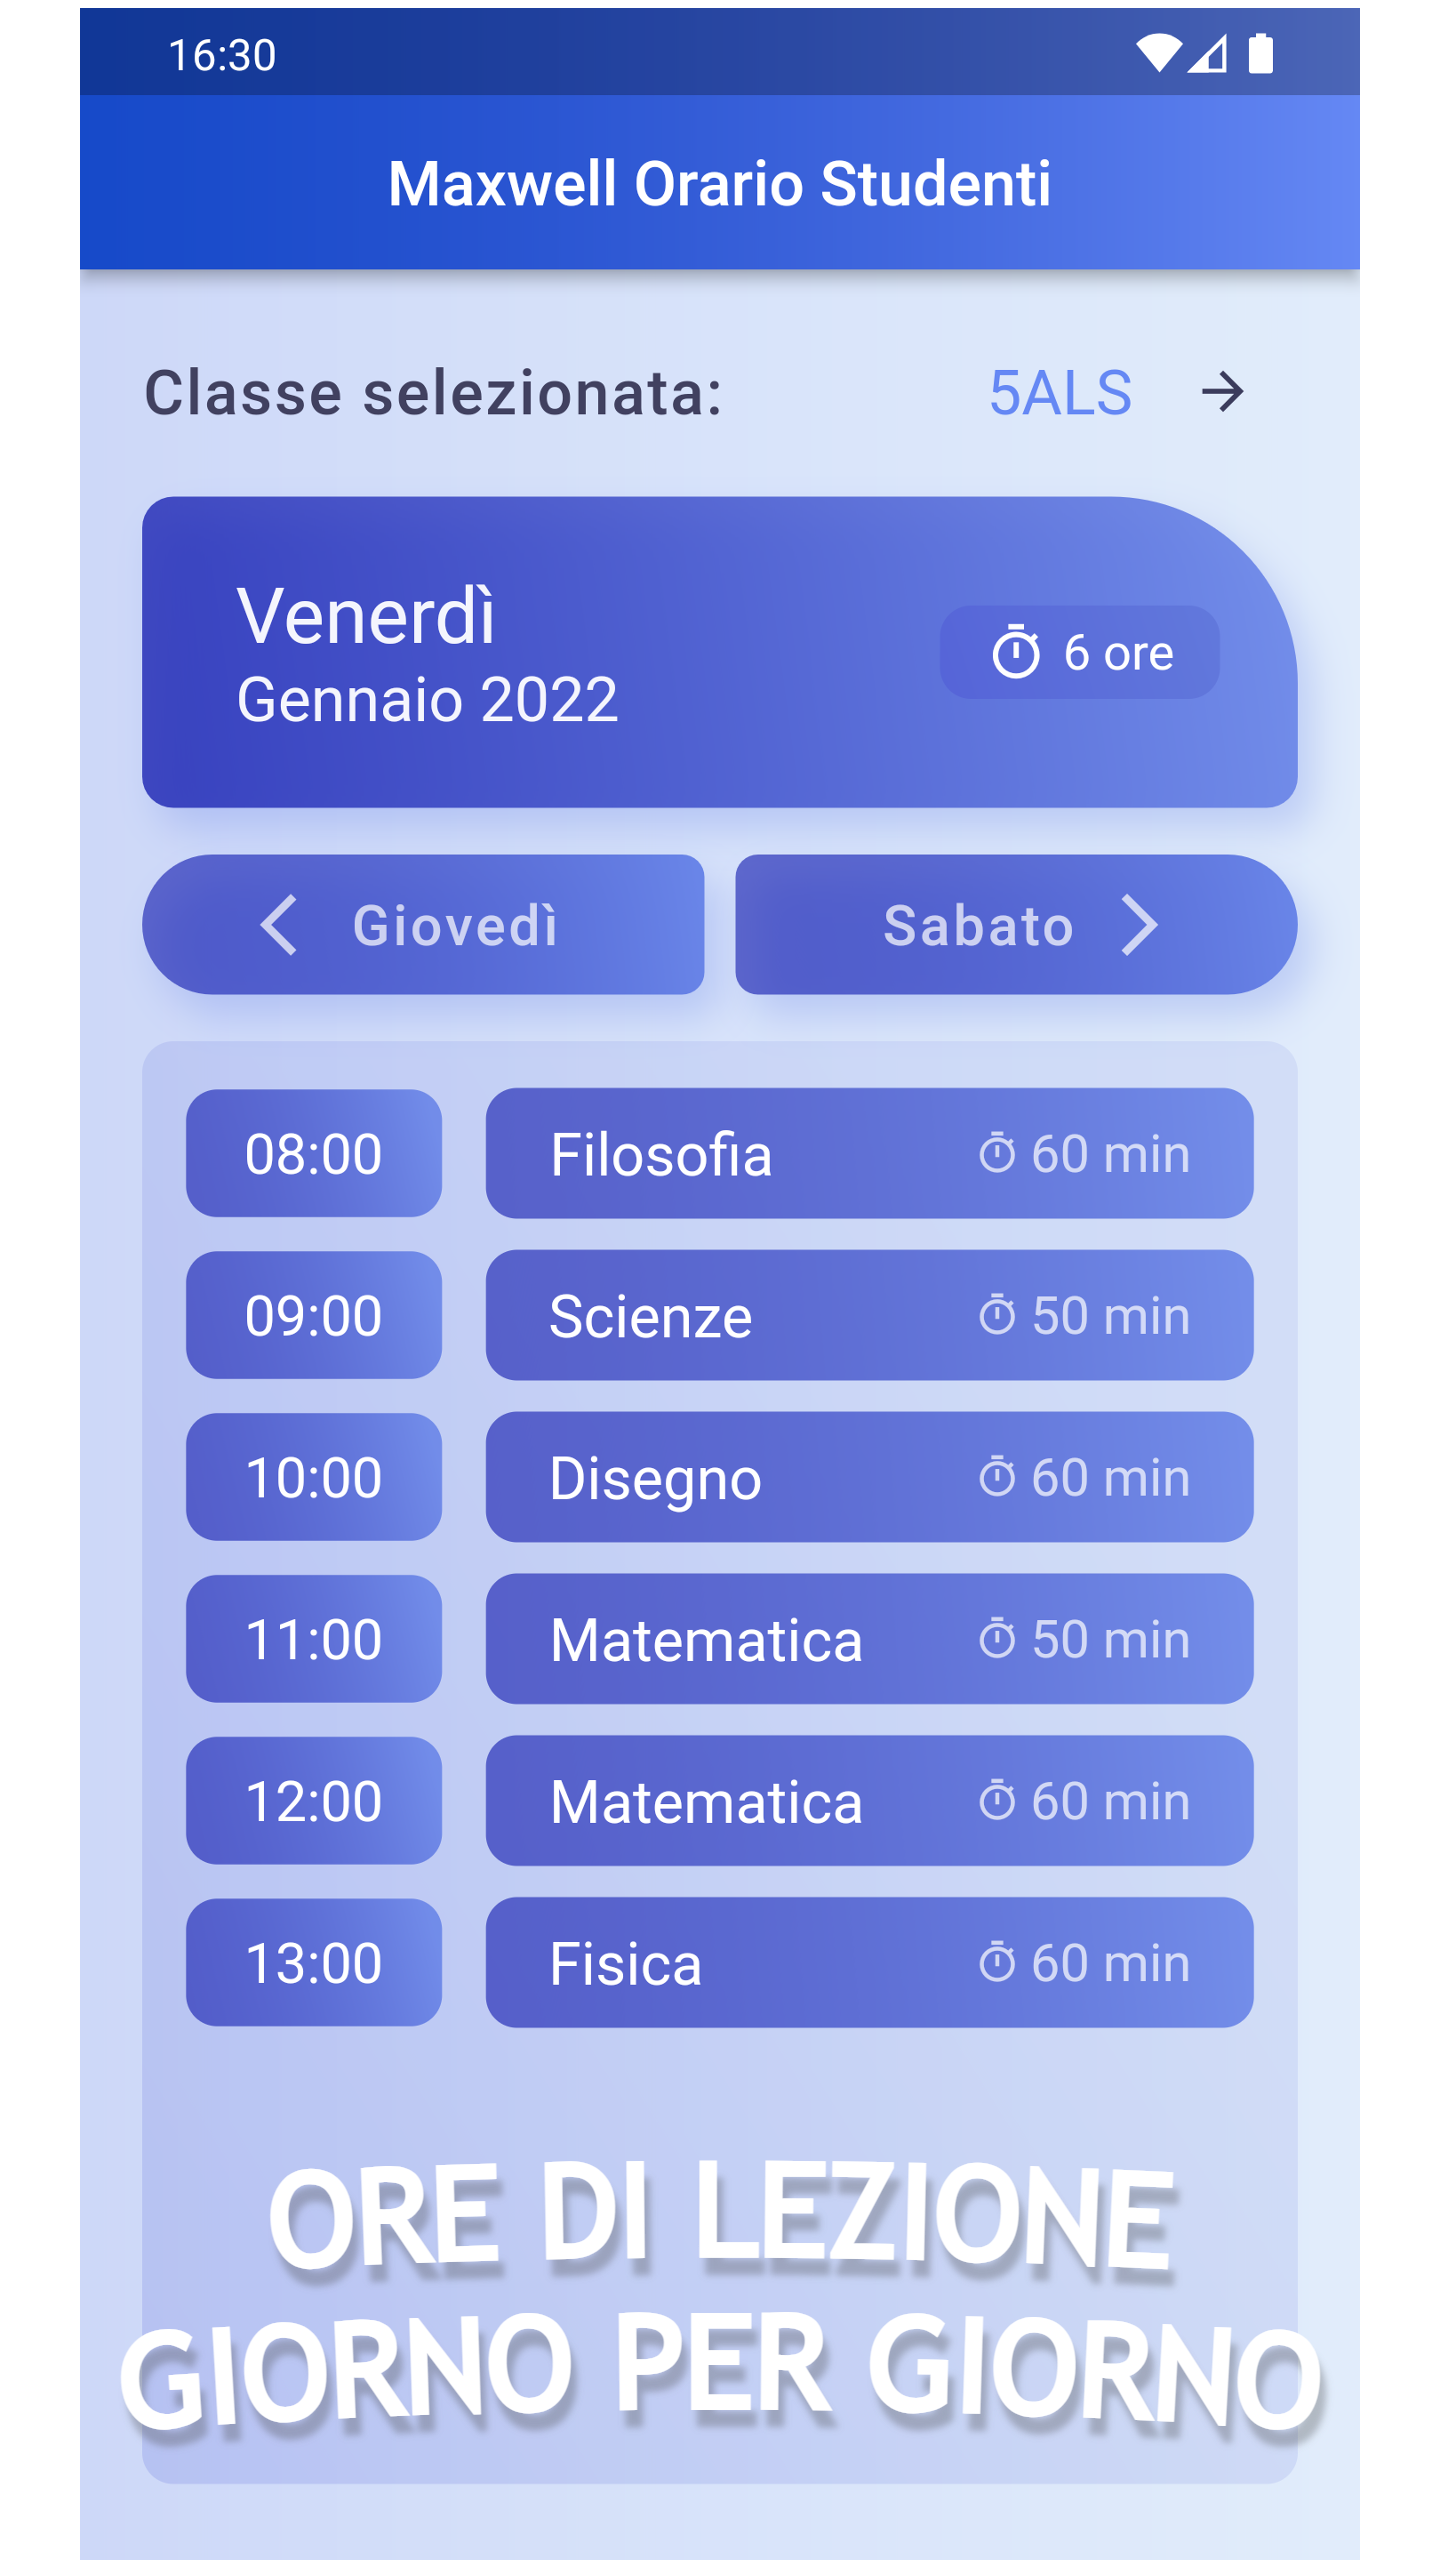 16:30
Maxwell Orario Studenti
Classe selezionata: 5ALS
Venerdì
Gennaio 2022
6 ore
Giovedì
Sabato
08:00 Filosofia 60 min
09:00 Scienze 50 min
10:00 Disegno 60 min
11:00 Matematica 50 min
12:00 Matematica 60 min
13:00 Fisica 60 min
ORE DI LEZIONE
GIORNO PER GIORNO